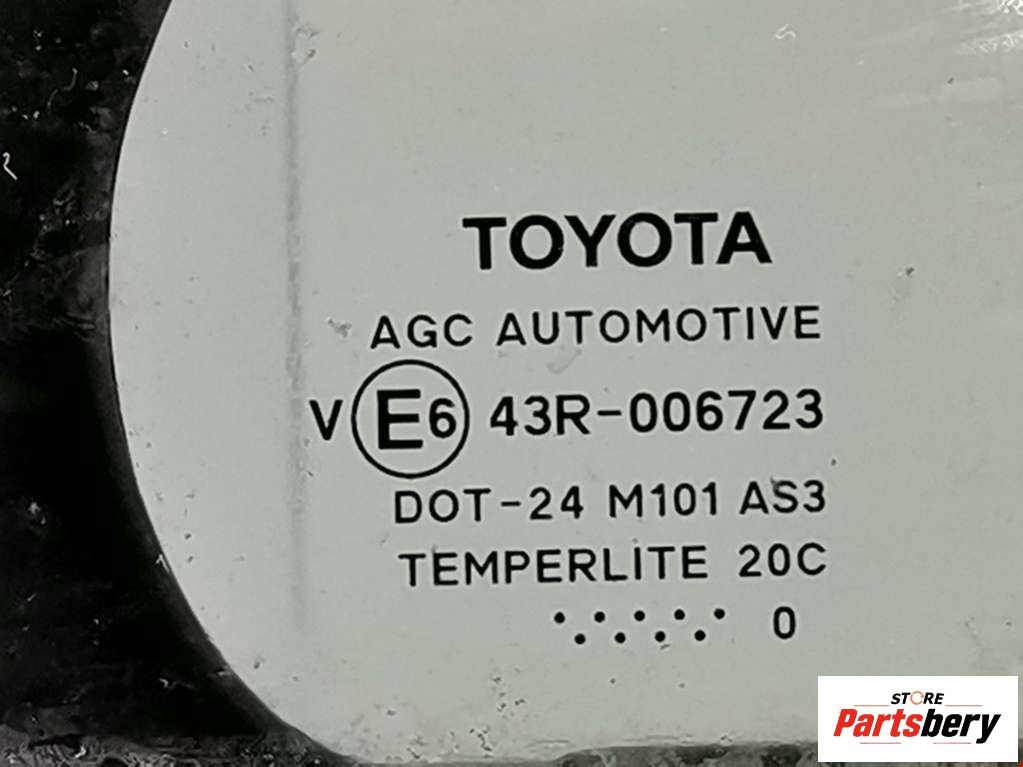 TOYOTA
AGC AUTOMOTIVE
V E6 43R-006723
DOT-24 M101 AS3
TEMPERLITE 20C
0
STORE
Partsbery